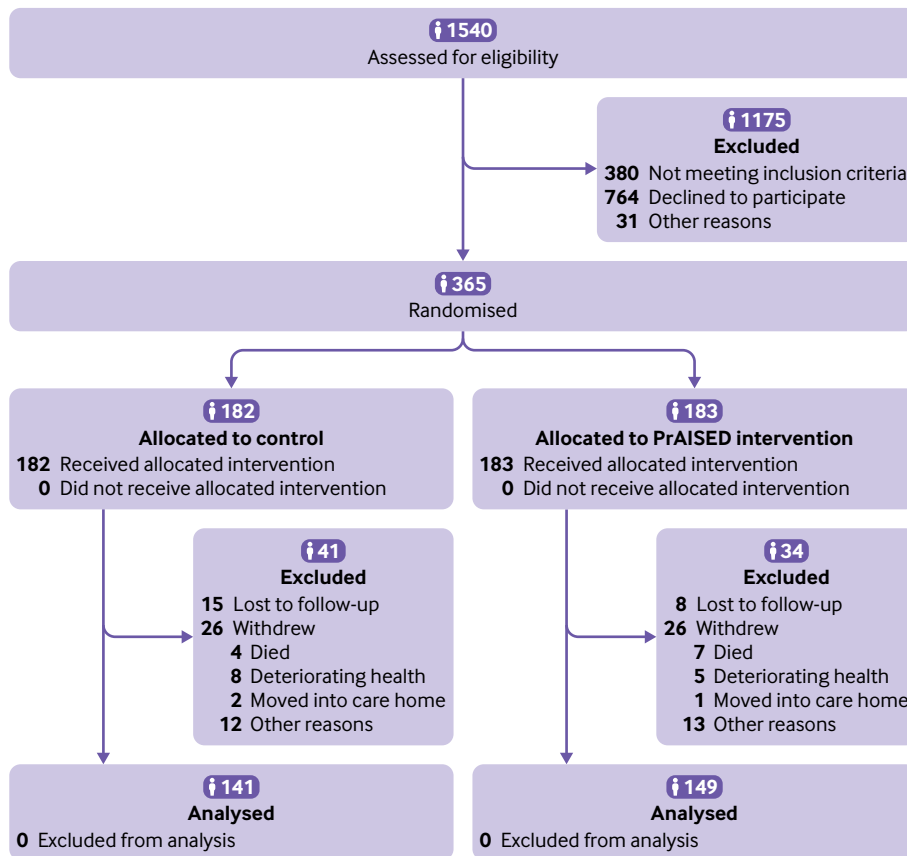 1540
Assessed for eligibility
1175
Excluded
380 Not meeting inclusion criteria
764 Declined to participate
31 Other reasons
365
Randomised
182
Allocated to control
182 Received allocated intervention
0 Did not receive allocated intervention
183
Allocated to PrAISED intervention
183 Received allocated intervention
0 Did not receive allocated intervention
41
Excluded
15 Lost to follow-up
26 Withdrew
4 Died
8 Deteriorating health
2 Moved into care home
12 Other reasons
34
Excluded
8 Lost to follow-up
26 Withdrew
7 Died
5 Deteriorating health
1 Moved into care home
13 Other reasons
141
Analysed
0 Excluded from analysis
149
Analysed
0 Excluded from analysis